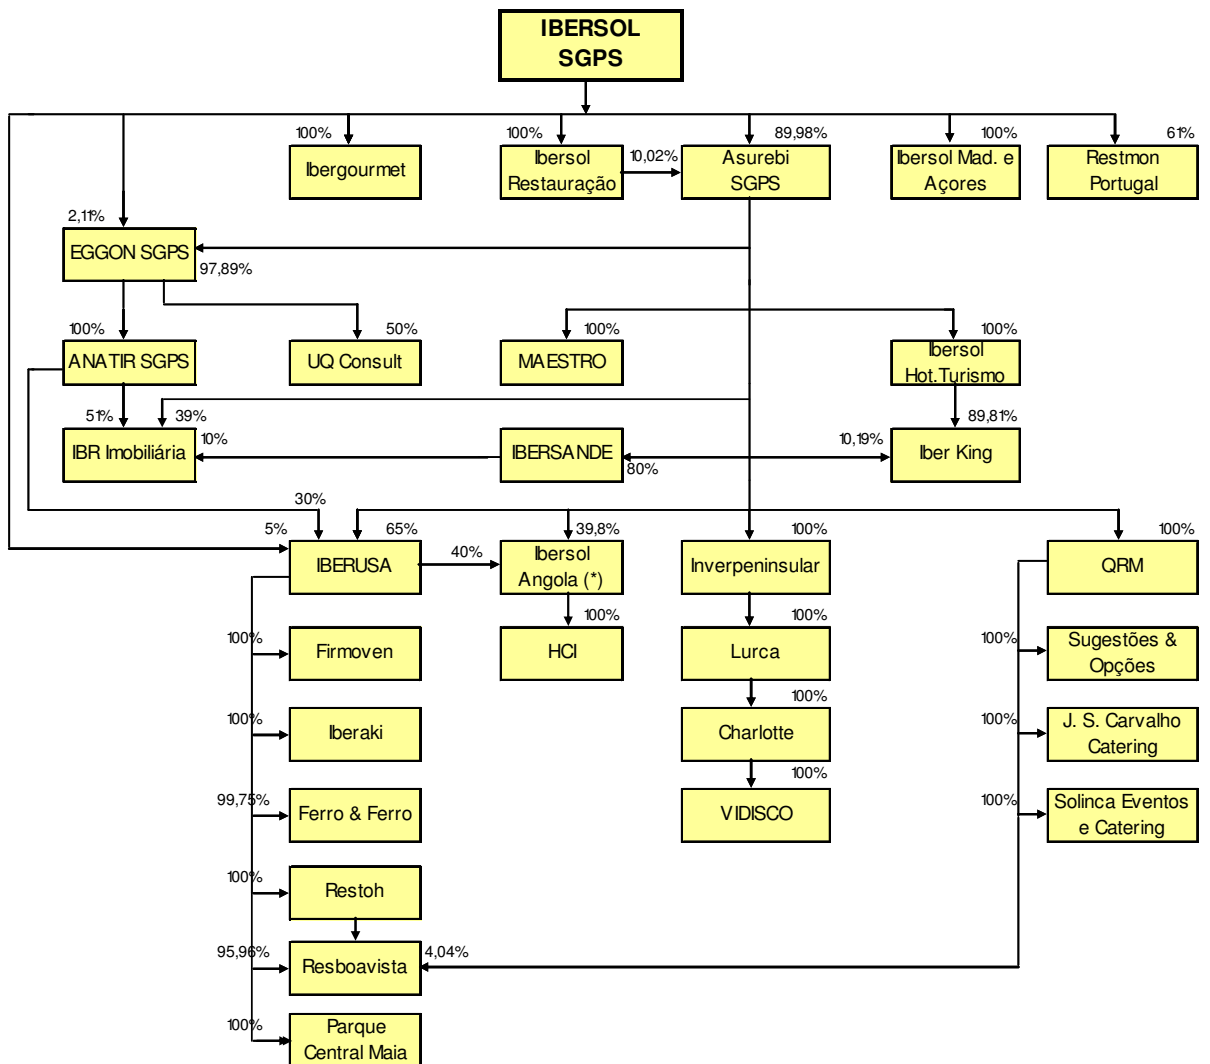 IBERSOL
SGPS
100%
100%
89,98%
100%
61%
Ibergourmet
Ibersol
Restauração
10,02%
Asurebi
SGPS
Ibersol Mad. e
Açores
Restmon
Portugal
2,11%
EGGON SGPS
97,89%
100%
50%
100%
100%
ANATIR SGPS
UQ Consult
MAESTRO
Ibersol
Hot.Turismo
51%
39%
89,81%
IBR Imobiliária
10%
IBERSANDE
80%
10,19%
Iber King
30%
5%
65%
39,8%
100%
100%
IBERUSA
40%
Ibersol
Angola (*)
Inverpeninsular
QRM
100%
100%
100%
Firmoven
HCI
Lurca
100%
Sugestões &
Opções
100%
100%
Iberaki
Charlotte
100%
J. S. Carvalho
Catering
100%
99,75%
Ferro & Ferro
VIDISCO
100%
Solinca Eventos
e Catering
100%
Restoh
95,96%
Resboavista
4,04%
100%
Parque
Central Maia